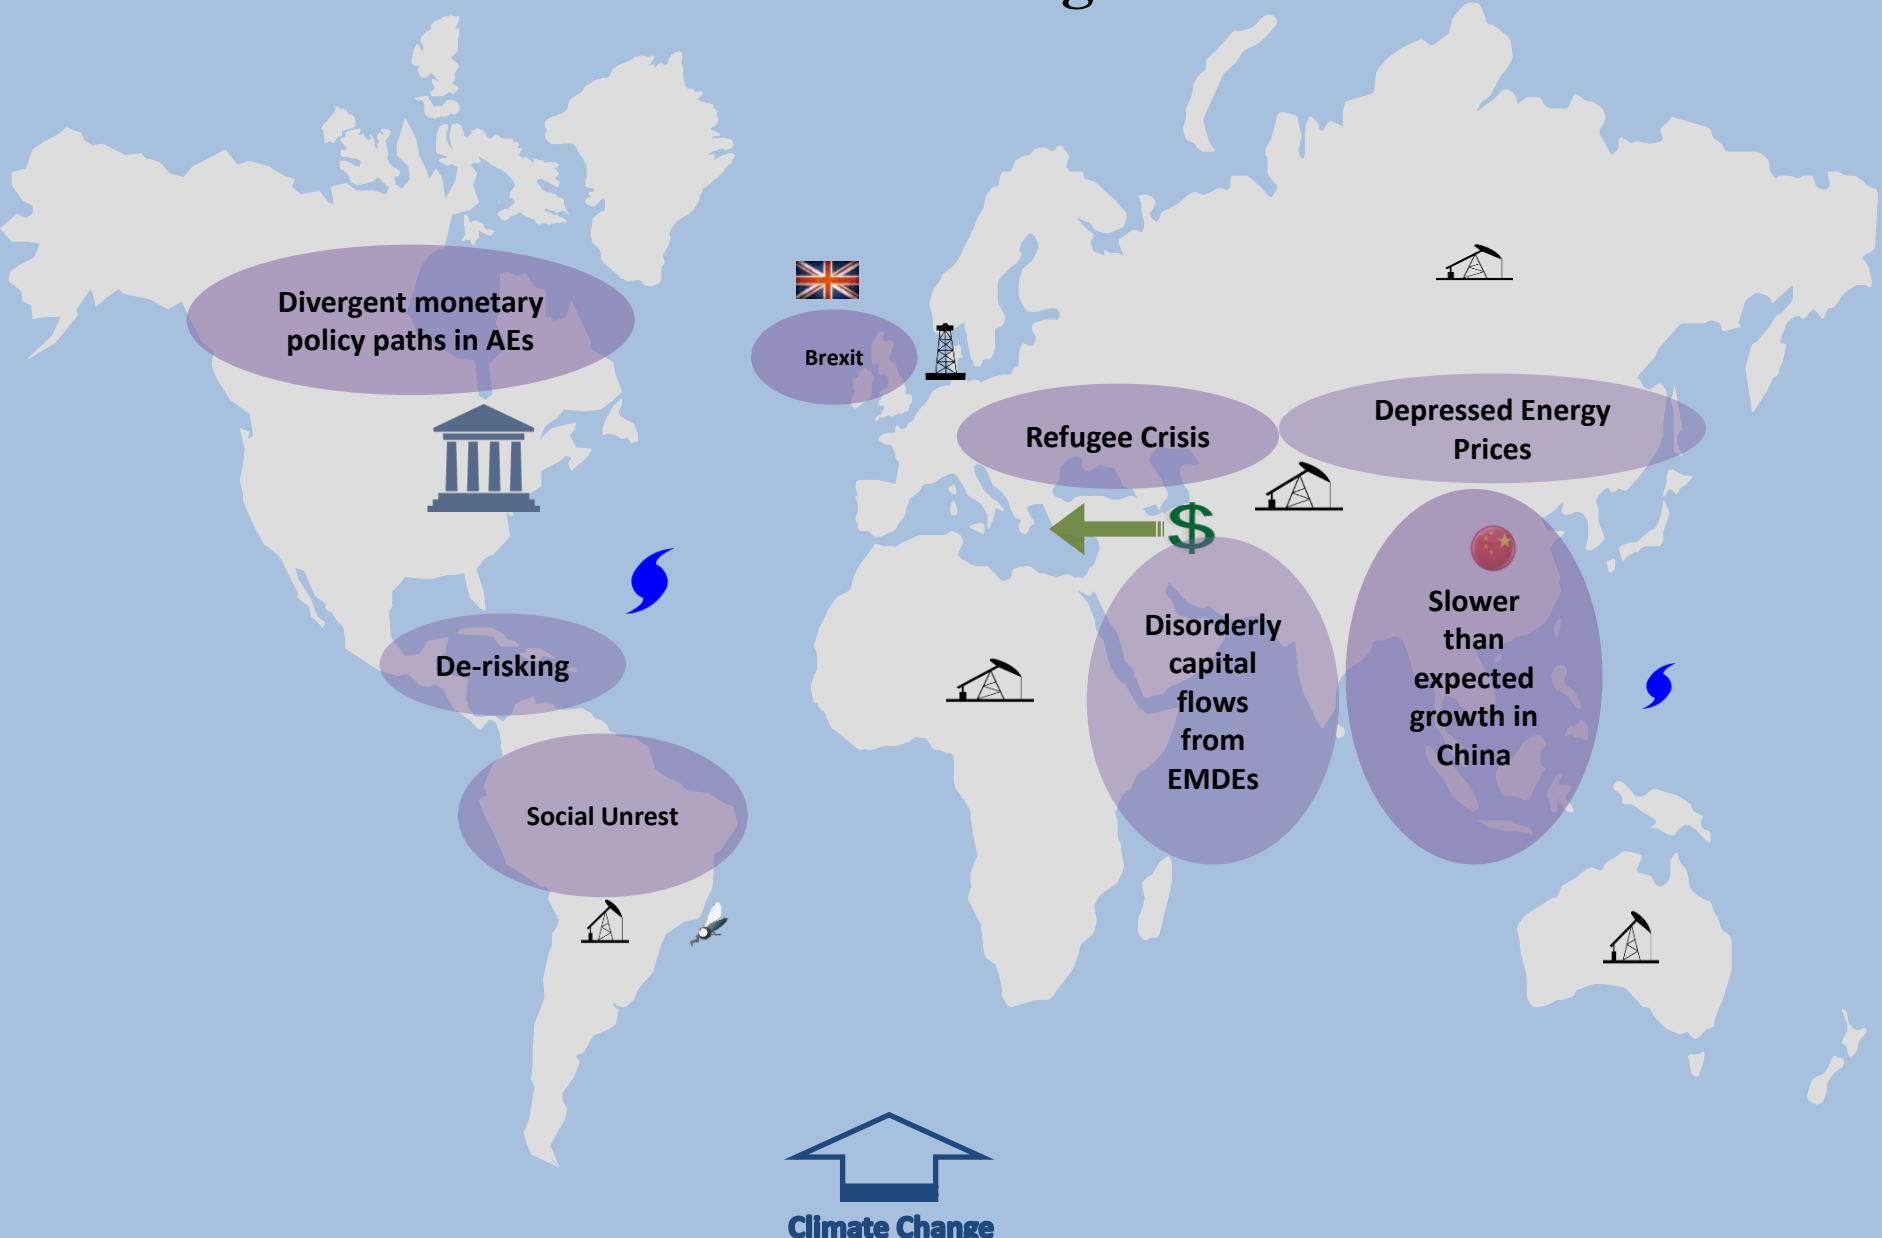 Divergent monetary
policy paths in AEs
Brexit
Refugee Crisis
Depressed Energy
Prices
$
Disorderly
capital
flows
from
EMDEs
Slower
than
expected
growth in
China
De-risking
Social Unrest
Climate Change